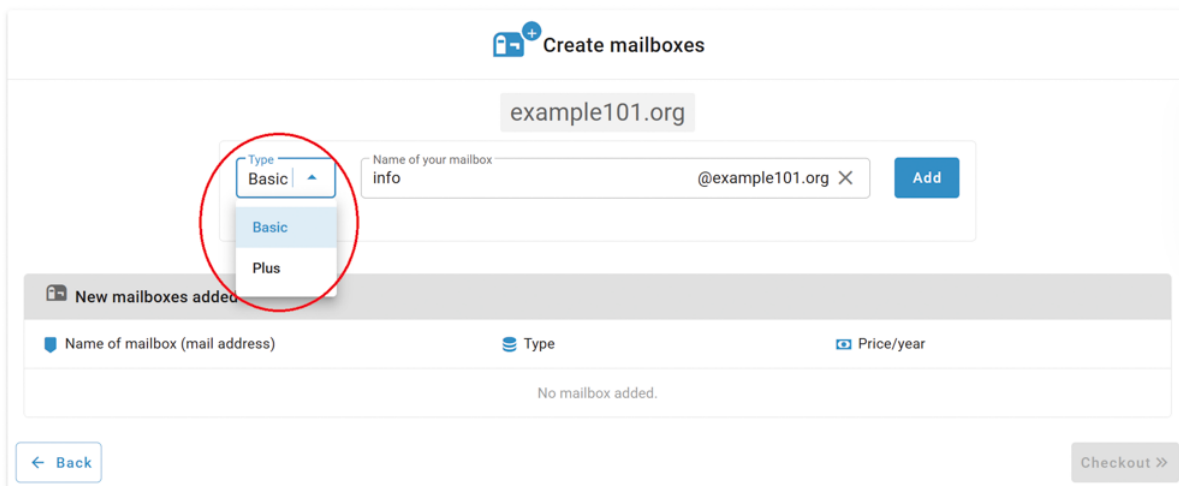 Create mailboxes
example101.org
Type
Name of your mailbox
Basic info @example101.org Add
Basic
Plus
New mailboxes added
Name of mailbox (mail address) Type Price/year
No mailbox added.
Back Checkout